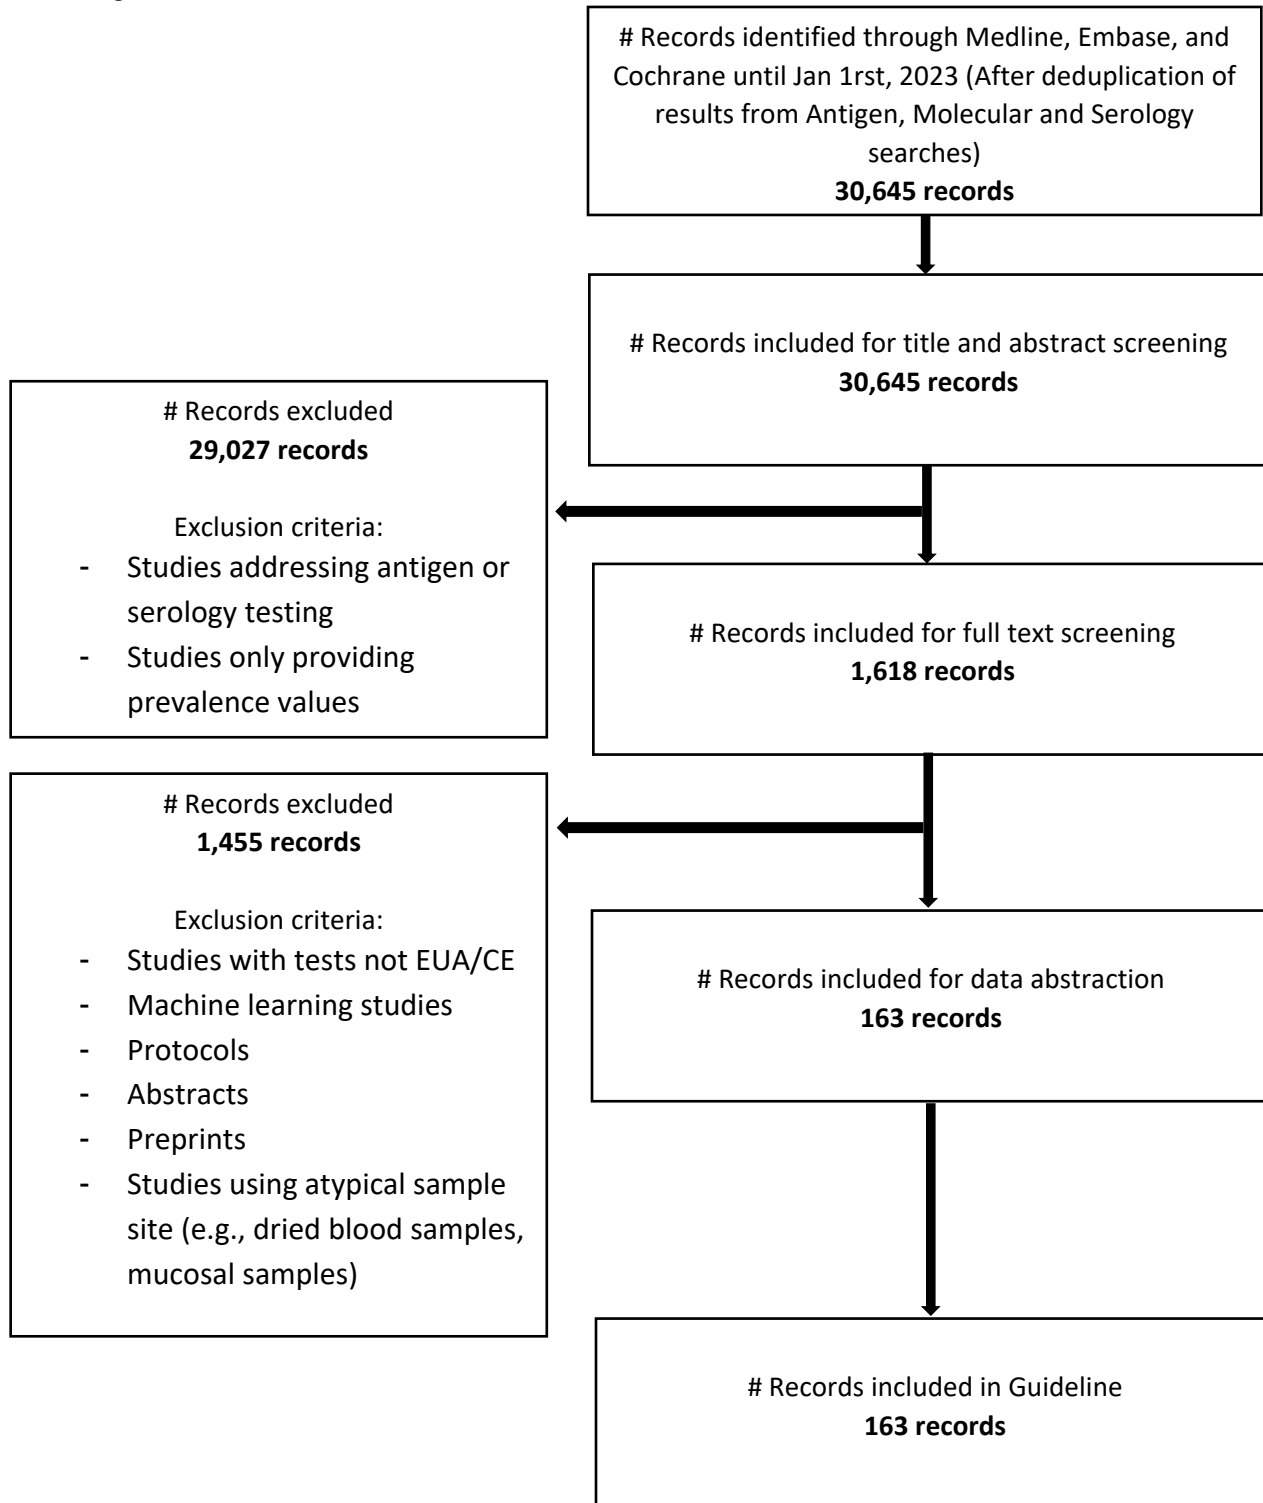 # Records identified through Medline, Embase, and
Cochrane until Jan 1rst, 2023 (After deduplication of
results from Antigen, Molecular and Serology
searches)
30,645 records
# Records included for title and abstract screening
30,645 records
# Records excluded
29,027 records
Exclusion criteria:
- Studies addressing antigen or
serology testing
- Studies only providing
prevalence values
# Records included for full text screening
1,618 records
# Records excluded
1,455 records
Exclusion criteria:
- Studies with tests not EUA/CE
- Machine learning studies
- Protocols
- Abstracts
- Preprints
- Studies using atypical sample
site (e.g., dried blood samples,
mucosal samples)
# Records included for data abstraction
163 records
# Records included in Guideline
163 records